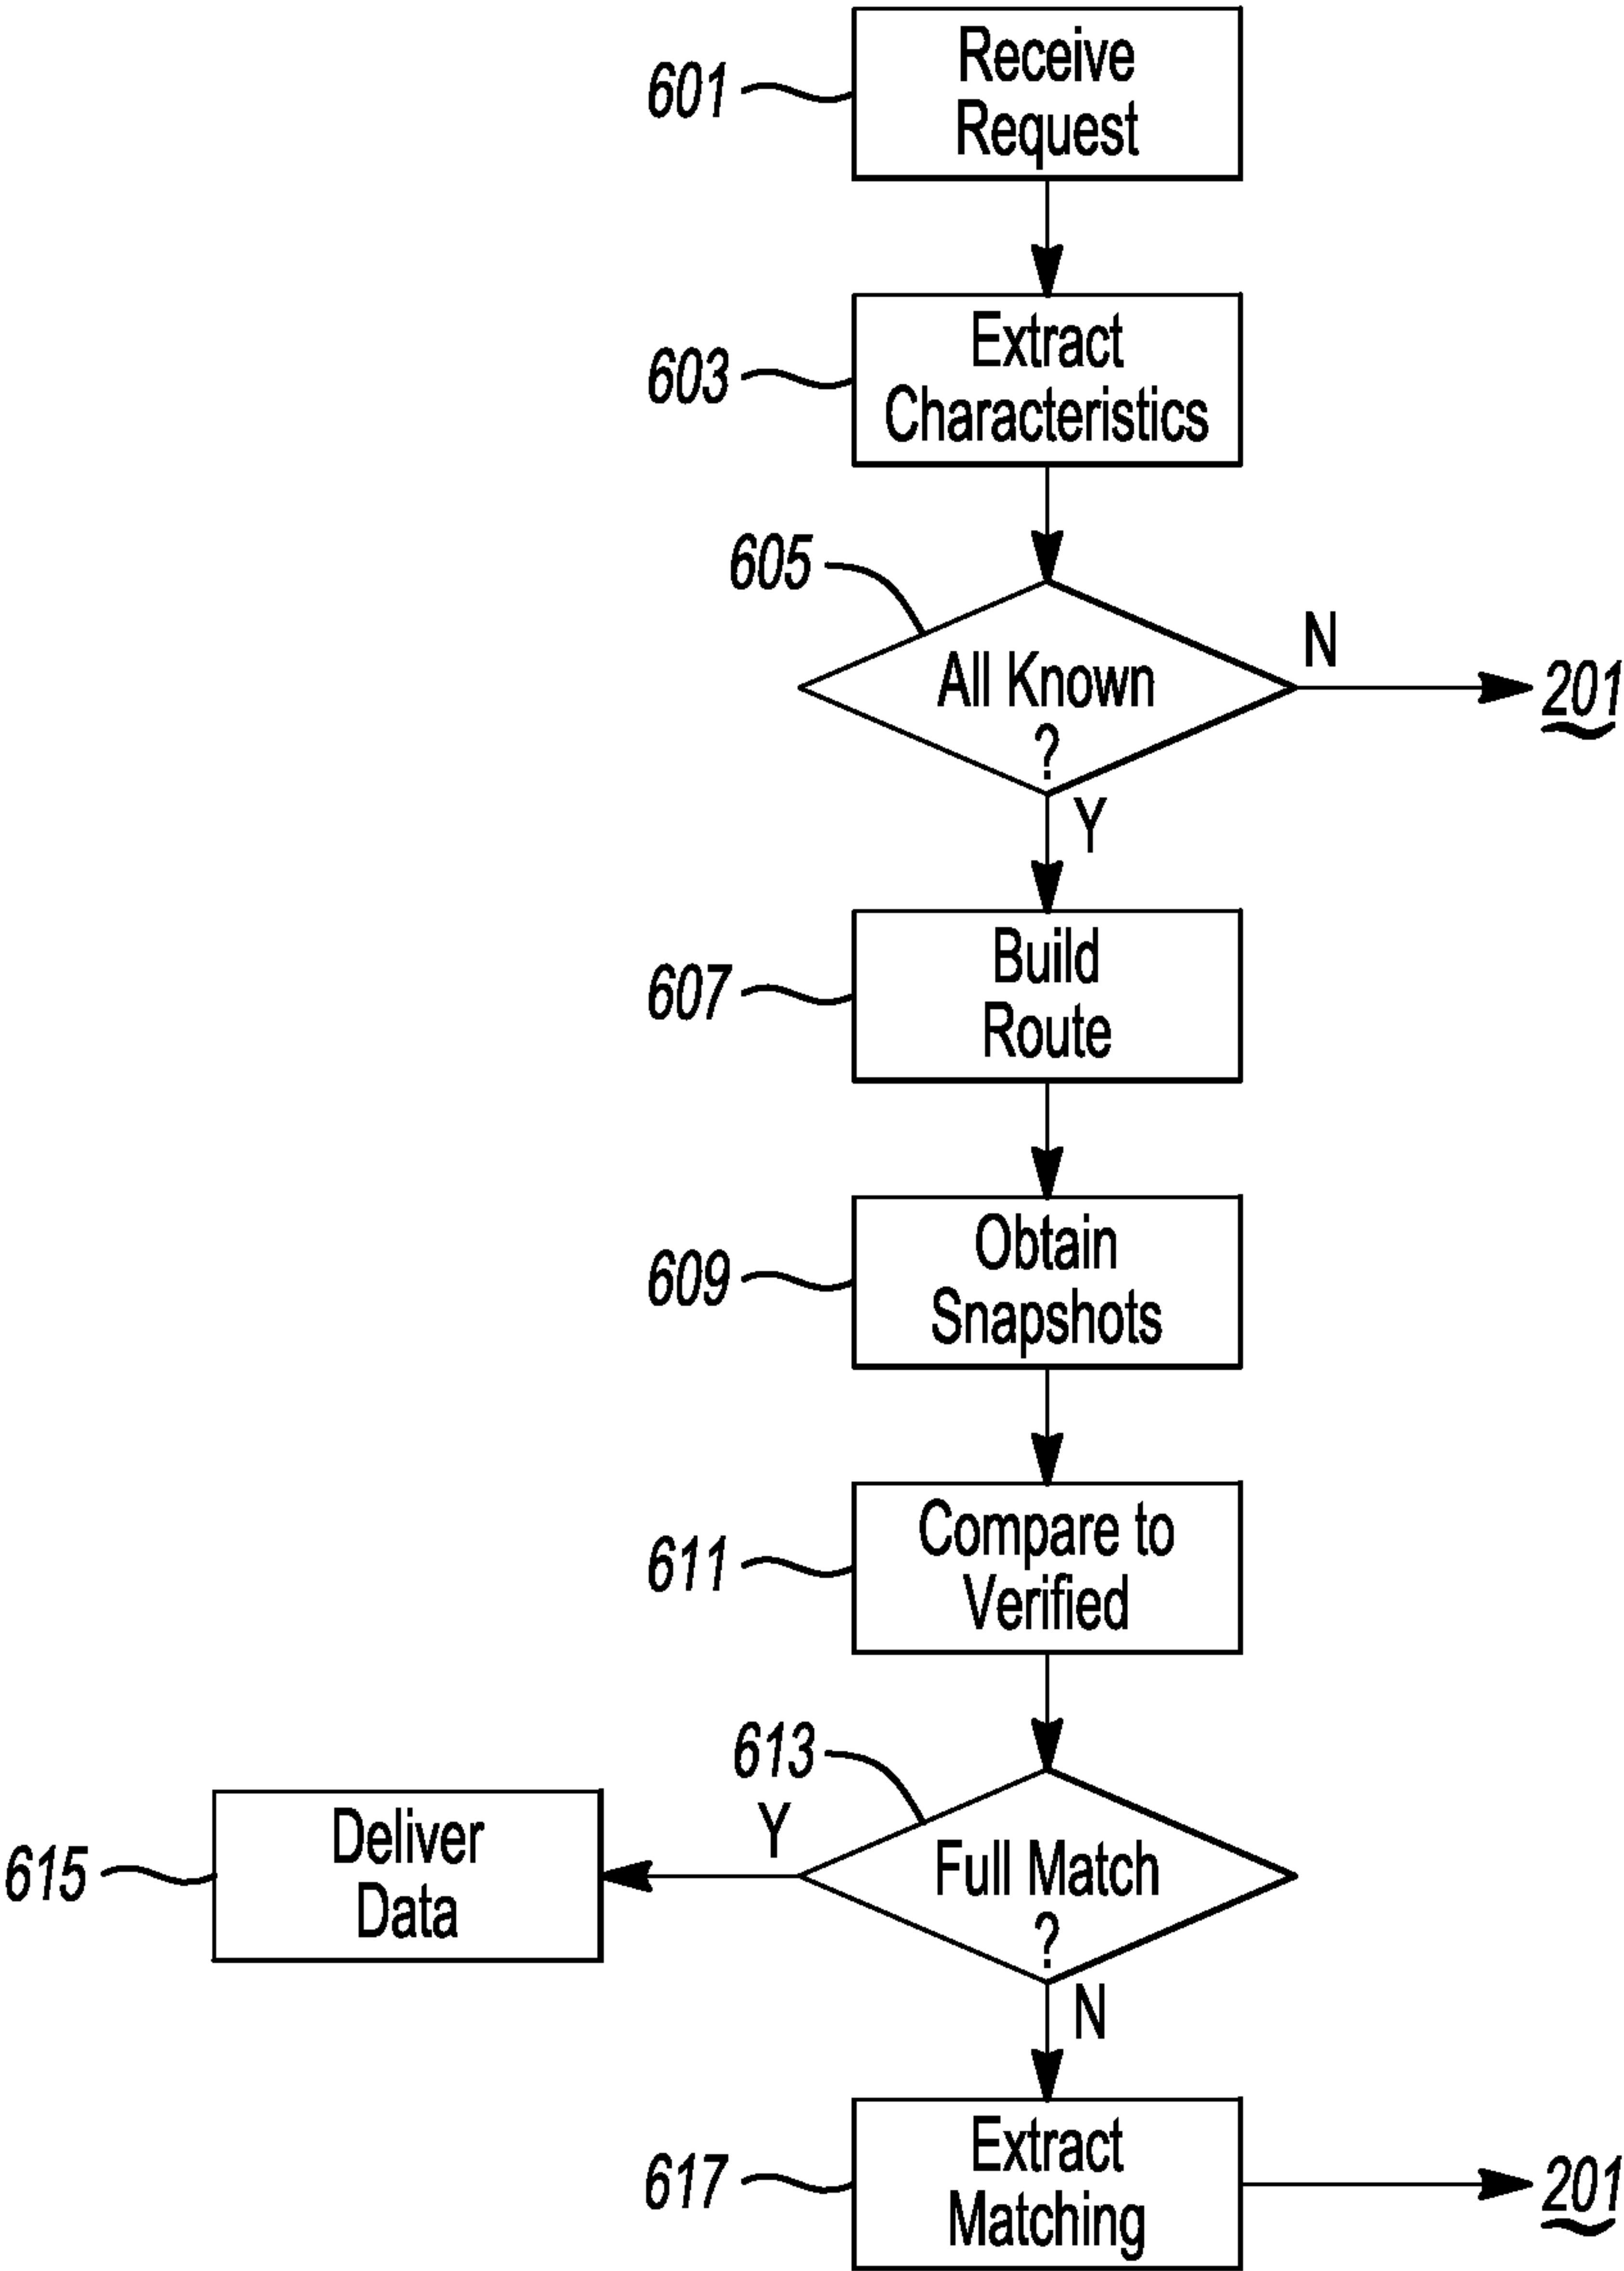 Receive
Request
601
Extract
Characteristics
603
605
All Known
?
N
201
Y
Build
Route
607
Obtain
Snapshots
609
Compare to
Verified
611
613
Y
Full Match
?
Deliver
Data
615
N
Extract
Matching
617
201